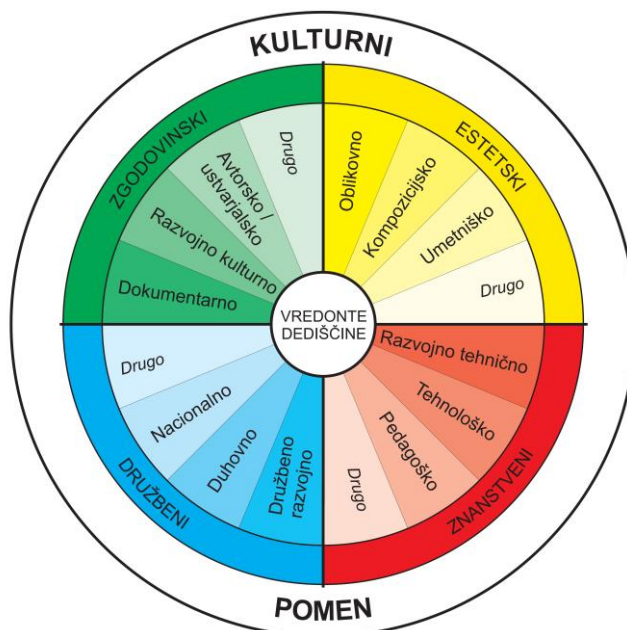 KULTURNI
ZGODOVINSKI
Dokumentarno
Razvojno kulturno
Avtorsko /
ustvarjalsko
Drugo
ESTETSKI
Oblikovno
Kompozicijsko
Umetniško
Drugo
VREDONTE
DEDIŠČINE
ZNANSTVENI
Razvojno tehnično
Tehnološko
Pedagoško
Drugo
DRUŽBENI
Družbeno
razvojno
Duhovno
Nacionalno
Drugo
POMEN